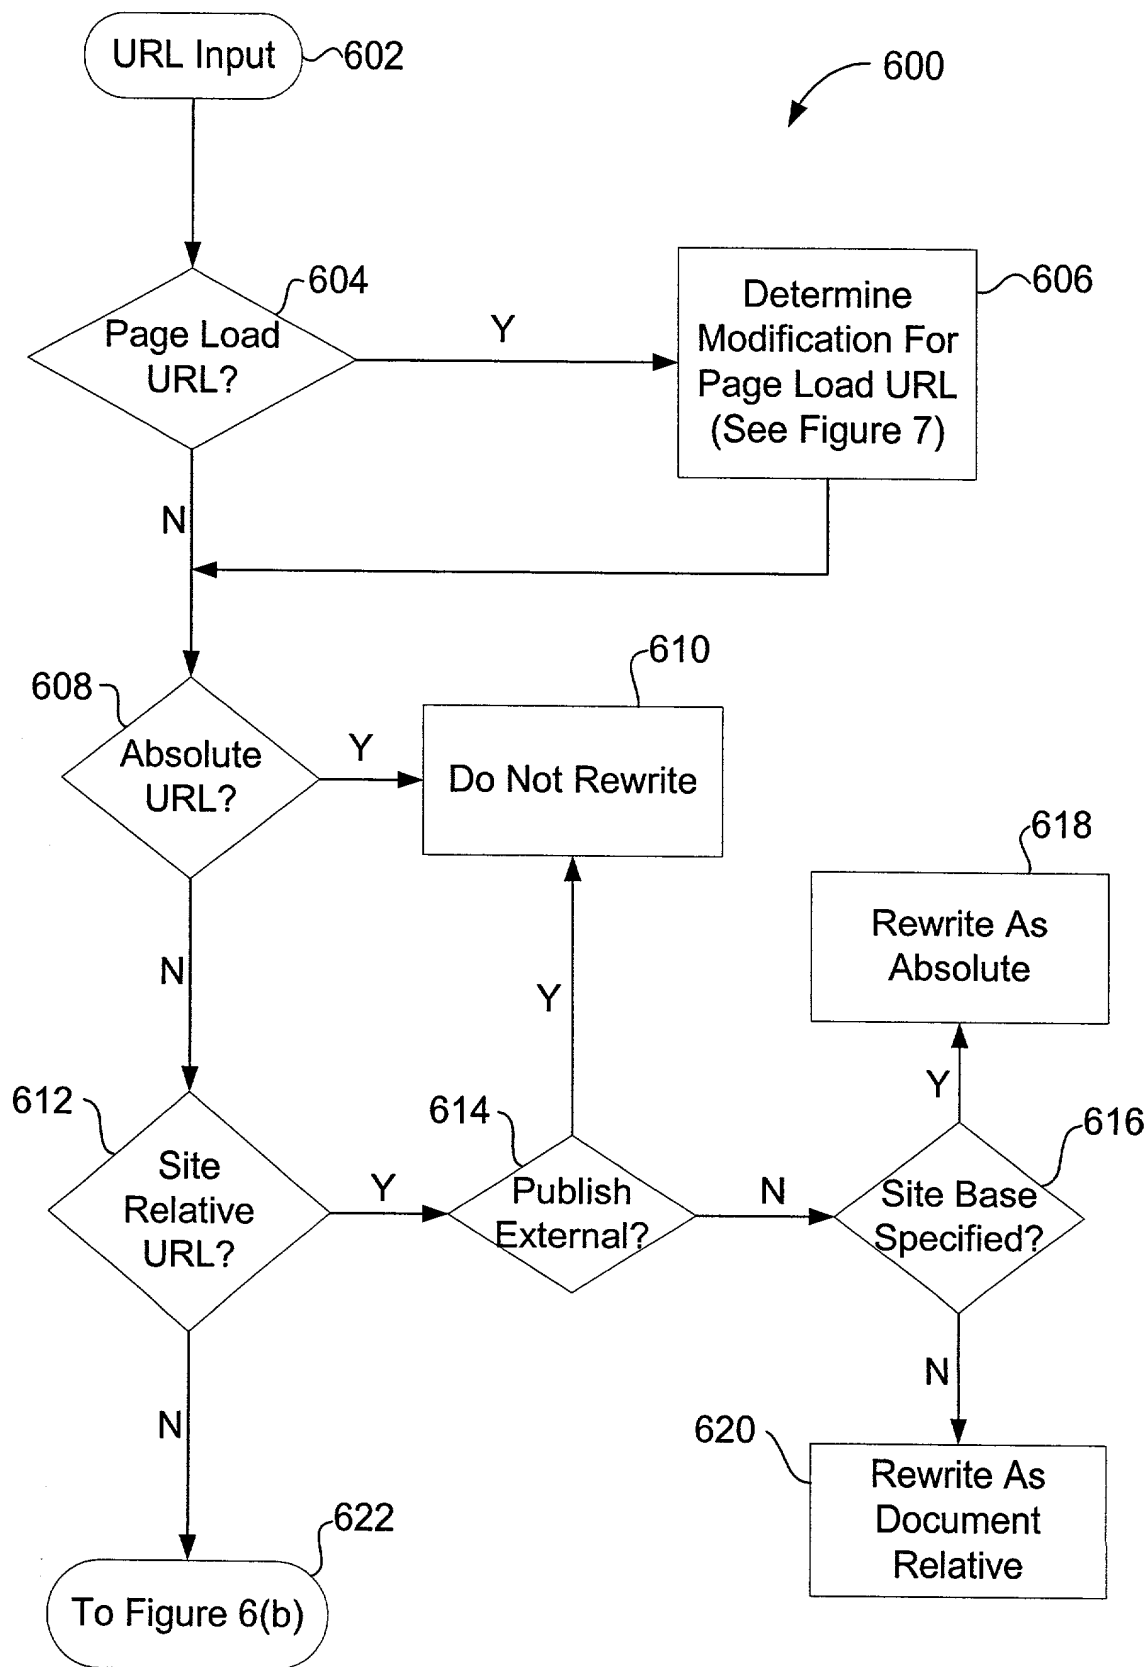 URL Input
602
600
604
Page Load
URL?
Y
Determine
Modification For
Page Load URL
(See Figure 7)
606
N
608
Absolute
URL?
Y
610
Do Not Rewrite
618
Rewrite As
Absolute
N
Y
Y
612
Site
Relative
URL?
Y
614
Publish
External?
N
616
Site Base
Specified?
N
N
620
Rewrite As
Document
Relative
622
To Figure 6(b)